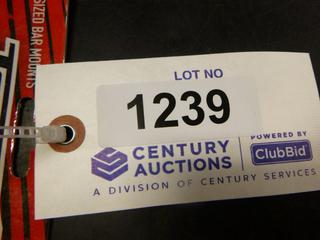 SIZED BAR MOUNTS
LOT NO
1239
CENTURY
AUCTIONS
POWERED BY
ClubBid
A DIVISION OF CENTURY SERVICES